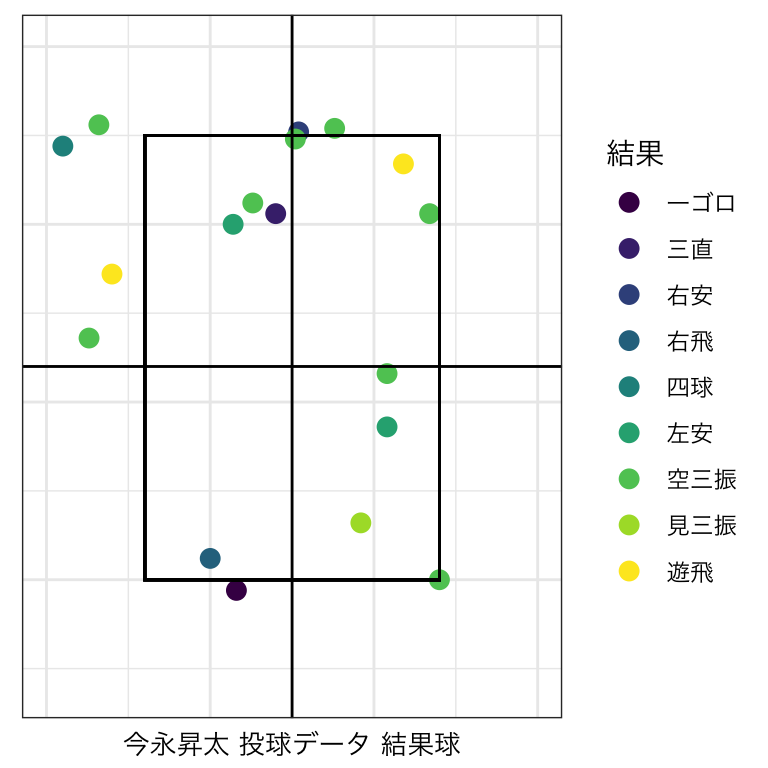 結果
一ゴロ
三直
右安
右飛
四球
左安
空三振
見三振
遊飛
今永昇太 投球データ 結果球